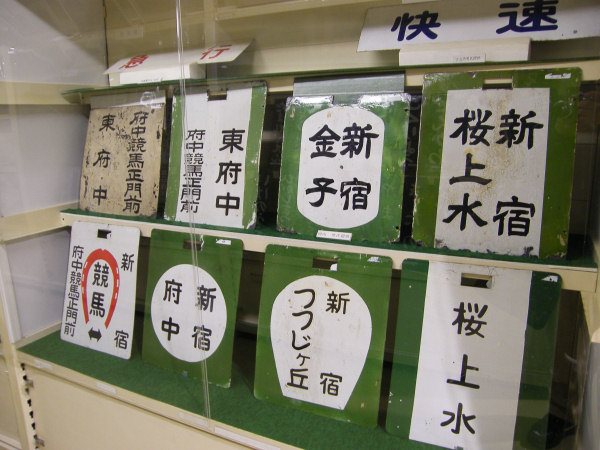 急行
快速
府中競馬正門前
東府中
東府中
府中競馬正門前
新宿
金子
新宿
桜上水
新宿
競馬
府中競馬正門前
新宿
府中
新宿
つつじヶ丘
桜上水